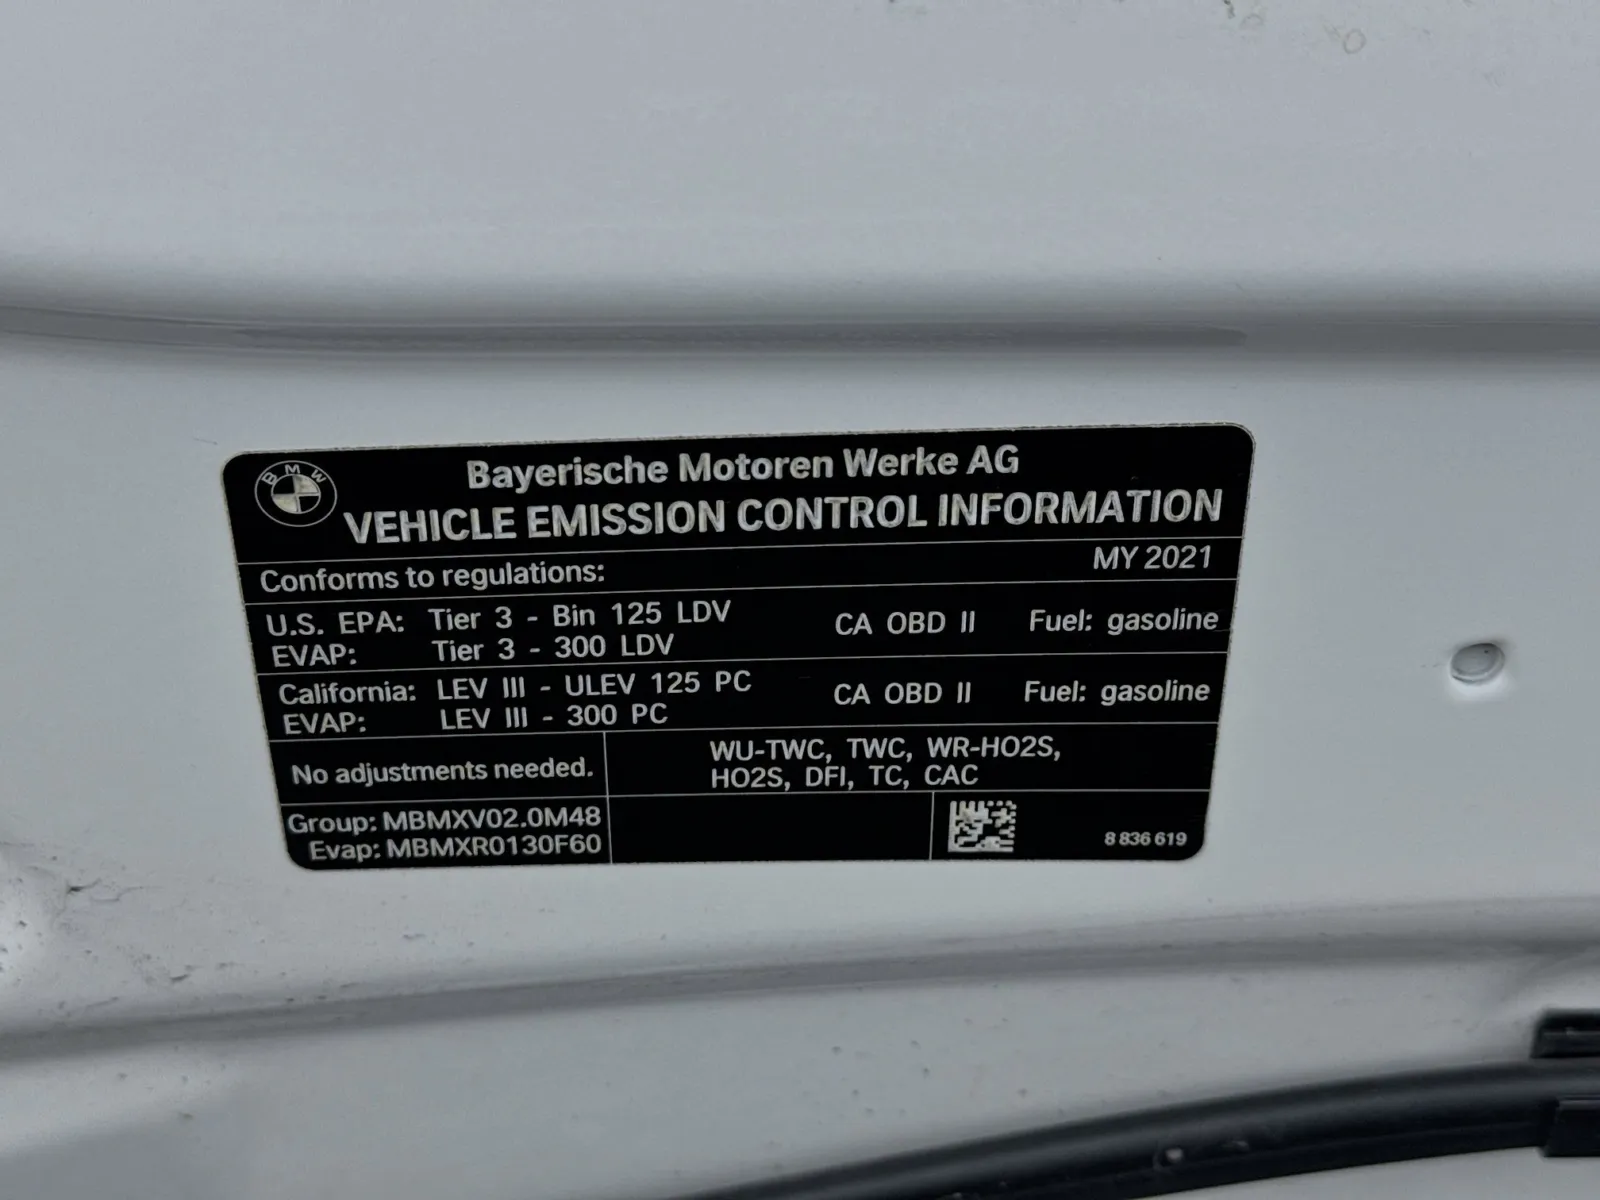 BMW
Bayerische Motoren Werke AG
VEHICLE EMISSION CONTROL INFORMATION
Conforms to regulations: MY 2021
U.S. EPA: Tier 3 - Bin 125 LDV CA OBD II Fuel: gasoline
EVAP: Tier 3 - 300 LDV
California: LEV III - ULEV 125 PC CA OBD II Fuel: gasoline
EVAP: LEV III - 300 PC
No adjustments needed.
WU-TWC, TWC, WR-HO2S,
HO2S, DFI, TC, CAC
Group: MBMXV02.0M48
Evap: MBMXR0130F60
8 836 619